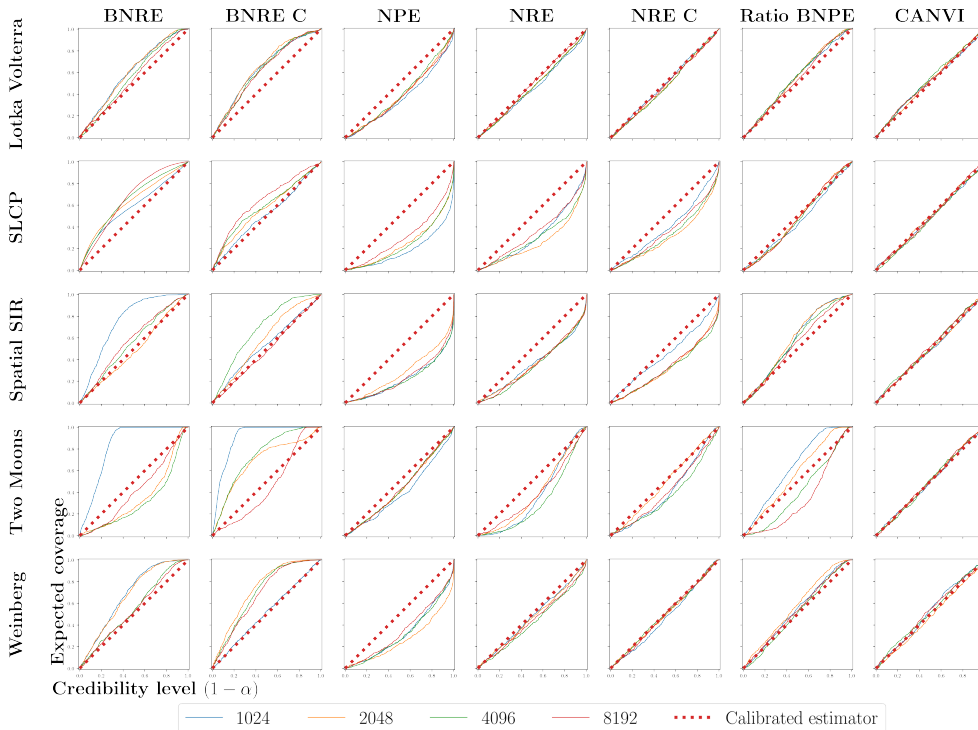 BNRE BNRE C NPE NRE NRE C Ratio BNPE CANVI
Lotka Volterra
SLCP
Spatial SIR
Two Moons
Weinberg
Expected coverage
Credibility level (1 − α)
1024 2048 4096 8192 Calibrated estimator